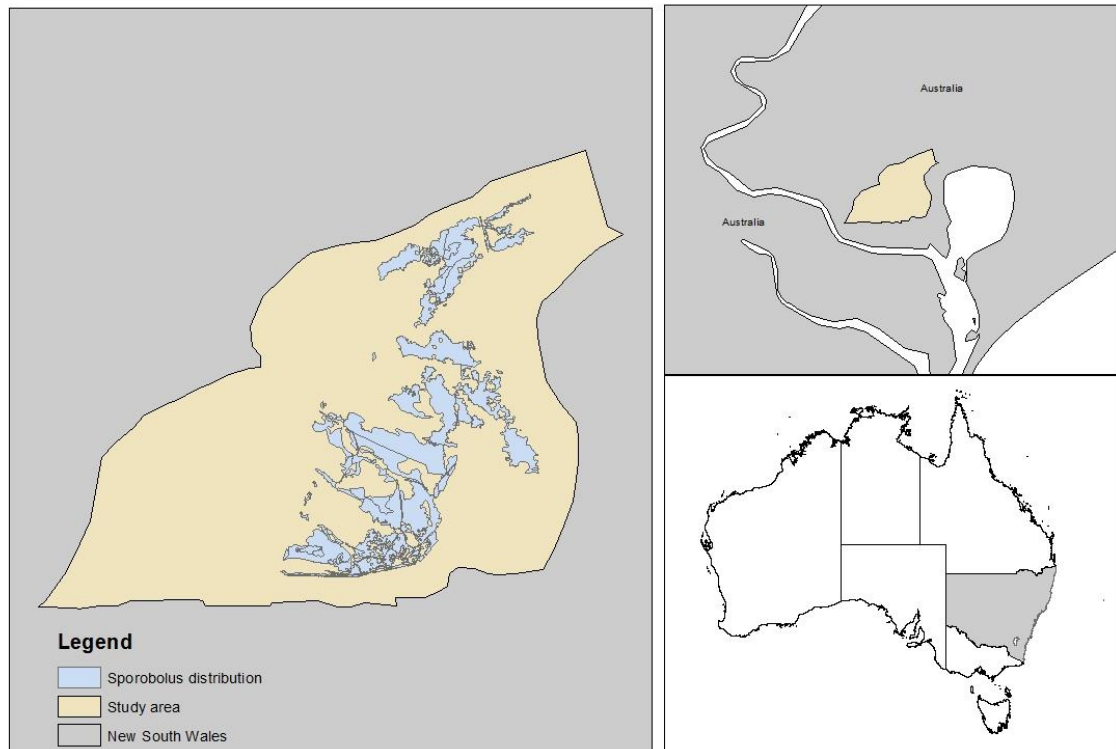 Legend
Sporobolus distribution
Study area
New South Wales
Australia
Australia